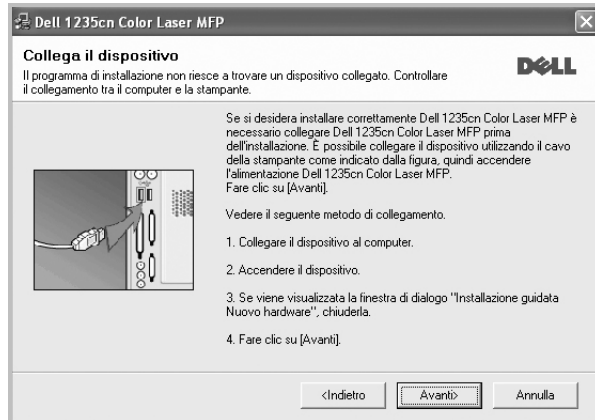 Dell 1235cn Color Laser MFP
Collega il dispositivo
Il programma di installazione non riesce a trovare un dispositivo collegato. Controllare
il collegamento tra il computer e la stampante.
DELL
Se si desidera installare correttamente Dell 1235cn Color Laser MFP è
necessario collegare Dell 1235cn Color Laser MFP prima
dell'installazione. È possibile collegare il dispositivo utilizzando il cavo
della stampante come indicato dalla figura, quindi accendere
l'alimentazione Dell 1235cn Color Laser MFP.
Fare clic su [Avanti].
Vedere il seguente metodo di collegamento.
1. Collegare il dispositivo al computer.
2. Accendere il dispositivo.
3. Se viene visualizzata la finestra di dialogo "Installazione guidata
Nuovo hardware", chiuderla.
4. Fare clic su [Avanti].
<Indietro
Avanti>
Annulla